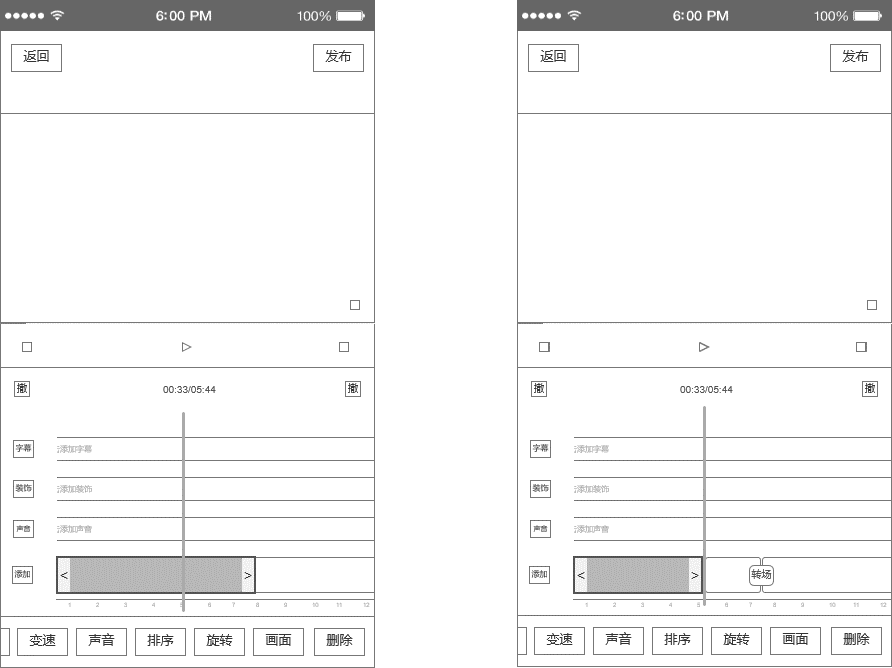 6:00 PM 100%
返回 发布
撤 00:33/05:44 撤
字幕 添加字幕
装饰 添加装饰
声音 添加声音
添加 < >
1 2 3 4 5 6 7 8 9 10 11 12
变速 声音 排序 旋转 画面 删除
6:00 PM 100%
返回 发布
撤 00:33/05:44 撤
字幕 添加字幕
装饰 添加装饰
声音 添加声音
添加 < > 转场
1 2 3 4 5 6 7 8 9 10 11 12
变速 声音 排序 旋转 画面 删除